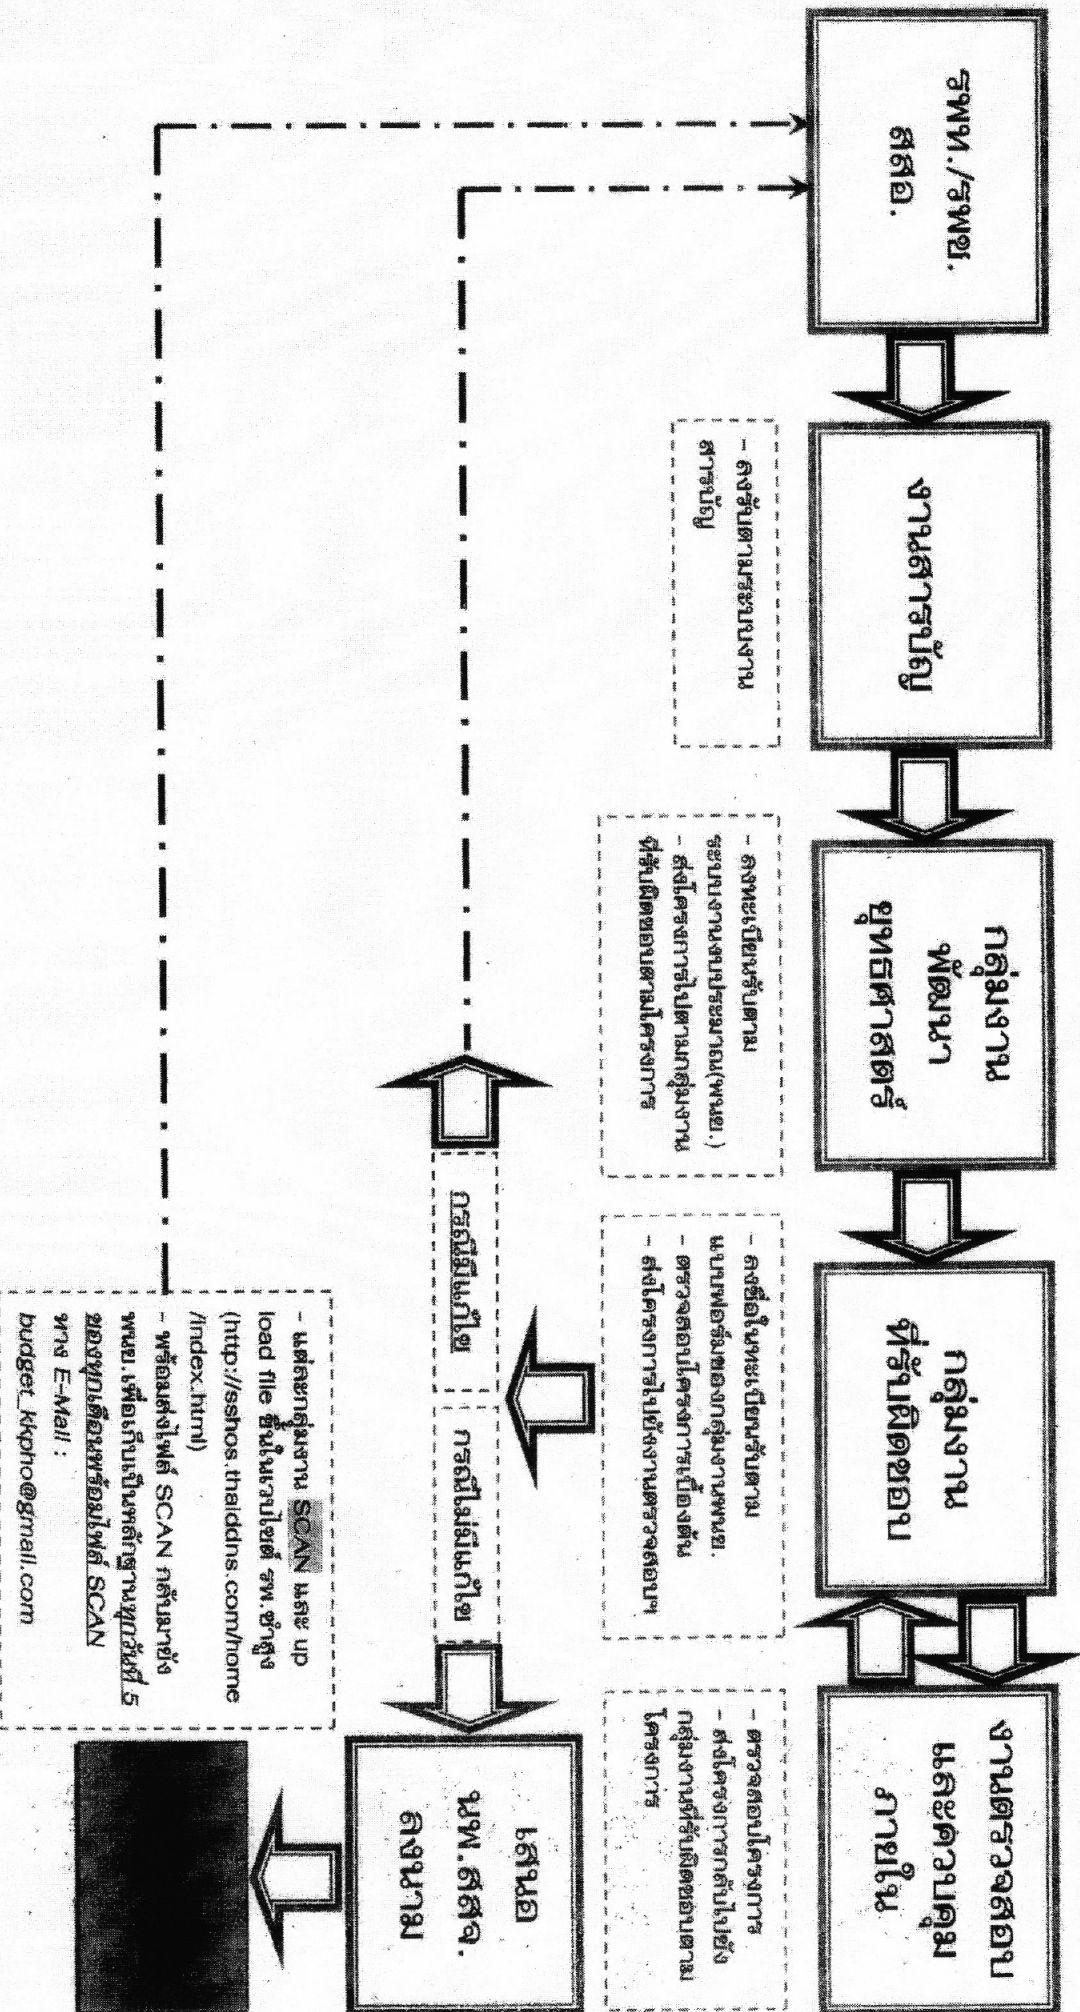 รพท./รพช.
สสอ.
งานสารบัญ
- ลงรับตามระบบงาน
สารบัญ
กลุ่มงาน
พัฒนา
ยุทธศาสตร์
- ลงทะเบียนรับตาม
ระบบงานงบประมาณ(พนย.)
- ส่งโครงการไปตามกลุ่มงาน
ที่รับผิดชอบตามโครงการ
กลุ่มงาน
ที่รับผิดชอบ
- ลงชื่อในทะเบียนรับตาม
แบบฟอร์มของกลุ่มงานพนย.
- ตรวจสอบโครงการเบื้องต้น
- ส่งโครงการไปยังงานตรวจสอบฯ
งานตรวจสอบ
และควบคุม
ภายใน
- ตรวจสอบโครงการ
- ส่งโครงการกลับไปยัง
กลุ่มงานที่รับผิดชอบตาม
โครงการ
กรณีมีแก้ไข
กรณีไม่มีแก้ไข
เสนอ
นพ.สสจ.
ลงนาม
- แต่ละกลุ่มงาน SCAN และ up
load file ขึ้นในเวปไซต์ รพ.ซำสูง
(http://sshos.thaiddns.com/home
/index.html)
- พร้อมส่งไฟล์ SCAN กลับมายัง
พนย.เพื่อเก็บเป็นหลักฐานทุกวันที่ 5
ของทุกเดือนพร้อมไฟล์ SCAN
ทาง E-Mail :
budget_kkpho@gmail.com